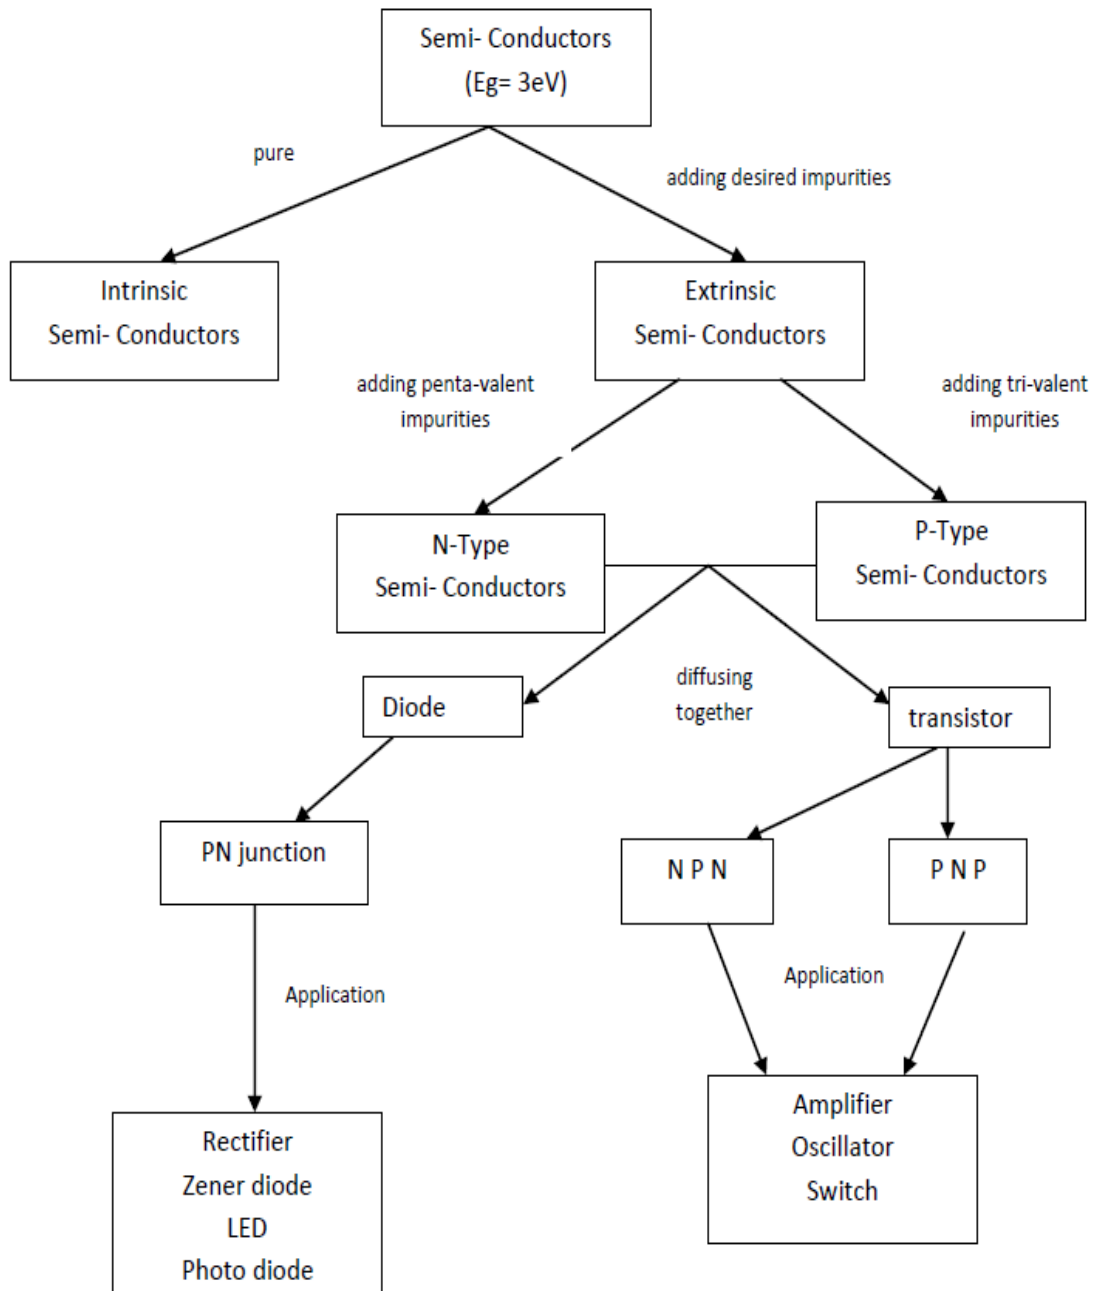 Semi- Conductors
(Eg= 3eV)
pure
adding desired impurities
Intrinsic
Semi- Conductors
Extrinsic
Semi- Conductors
adding penta-valent
impurities
adding tri-valent
impurities
N-Type
Semi- Conductors
P-Type
Semi- Conductors
Diode
diffusing
together
transistor
PN junction
N P N
P N P
Application
Application
Rectifier
Zener diode
LED
Photo diode
Amplifier
Oscillator
Switch